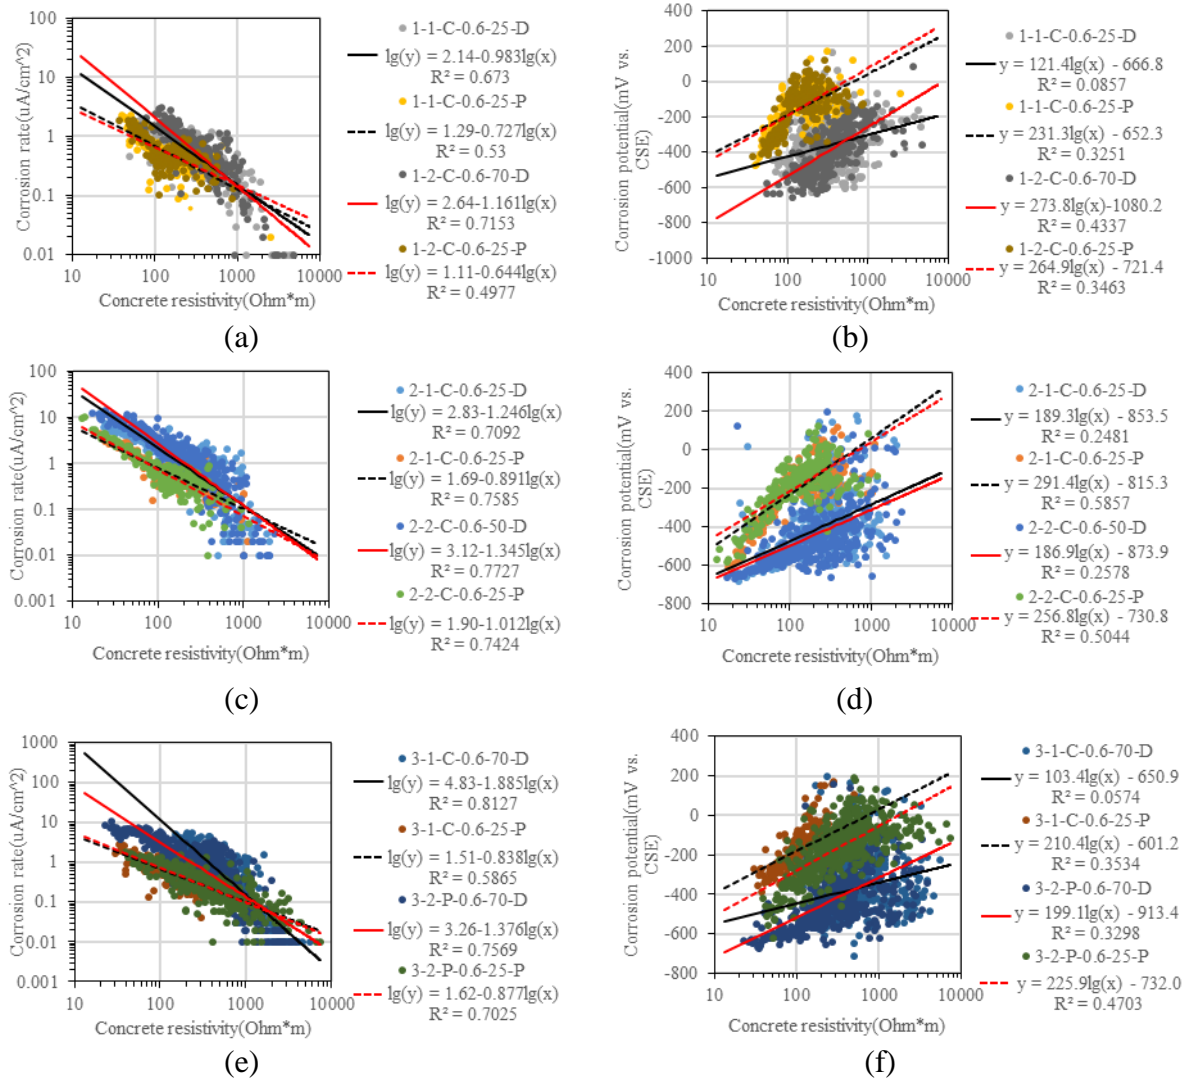 100
10
1
0.1
0.01
10
100
1000
10000
Corrosion rate(uA/cm^2)
Concrete resistivity(Ohm*m)
1-1-C-0.6-25-D
lg(y) = 2.14-0.983lg(x)
R² = 0.673
1-1-C-0.6-25-P
lg(y) = 1.29-0.727lg(x)
R² = 0.53
1-2-C-0.6-70-D
lg(y) = 2.64-1.161lg(x)
R² = 0.7153
1-2-C-0.6-25-P
lg(y) = 1.11-0.644lg(x)
R² = 0.4977
(a)
400
200
0
-200
-400
-600
-800
-1000
10
100
1000
10000
Corrosion potential(mV vs.
CSE)
Concrete resistivity(Ohm*m)
1-1-C-0.6-25-D
y = 121.4lg(x) - 666.8
R² = 0.0857
1-1-C-0.6-25-P
y = 231.3lg(x) - 652.3
R² = 0.3251
1-2-C-0.6-70-D
y = 273.8lg(x)-1080.2
R² = 0.4337
1-2-C-0.6-25-P
y = 264.9lg(x) - 721.4
R² = 0.3463
(b)
100
10
1
0.1
0.01
0.001
10
100
1000
10000
Corrosion rate(uA/cm^2)
Concrete resistivity(Ohm*m)
2-1-C-0.6-25-D
lg(y) = 2.83-1.246lg(x)
R² = 0.7092
2-1-C-0.6-25-P
lg(y) = 1.69-0.891lg(x)
R² = 0.7585
2-2-C-0.6-50-D
lg(y) = 3.12-1.345lg(x)
R² = 0.7727
2-2-C-0.6-25-P
lg(y) = 1.90-1.012lg(x)
R² = 0.7424
(c)
400
200
0
-200
-400
-600
-800
10
100
1000
10000
Corrosion potential(mV vs.
CSE)
Concrete resistivity(Ohm*m)
2-1-C-0.6-25-D
y = 189.3lg(x) - 853.5
R² = 0.2481
2-1-C-0.6-25-P
y = 291.4lg(x) - 815.3
R² = 0.5857
2-2-C-0.6-50-D
y = 186.9lg(x) - 873.9
R² = 0.2578
2-2-C-0.6-25-P
y = 256.8lg(x) - 730.8
R² = 0.5044
(d)
1000
100
10
1
0.1
0.01
0.001
10
100
1000
10000
Corrosion rate(uA/cm^2)
Concrete resistivity(Ohm*m)
3-1-C-0.6-70-D
lg(y) = 4.83-1.885lg(x)
R² = 0.8127
3-1-C-0.6-25-P
lg(y) = 1.51-0.838lg(x)
R² = 0.5865
3-2-P-0.6-70-D
lg(y) = 3.26-1.376lg(x)
R² = 0.7569
3-2-P-0.6-25-P
lg(y) = 1.62-0.877lg(x)
R² = 0.7025
(e)
400
200
0
-200
-400
-600
-800
10
100
1000
10000
Corrosion potential(mV vs.
CSE)
Concrete resistivity(Ohm*m)
3-1-C-0.6-70-D
y = 103.4lg(x) - 650.9
R² = 0.0574
3-1-C-0.6-25-P
y = 210.4lg(x) - 601.2
R² = 0.3534
3-2-P-0.6-70-D
y = 199.1lg(x) - 913.4
R² = 0.3298
3-2-P-0.6-25-P
y = 225.9lg(x) - 732.0
R² = 0.4703
(f)